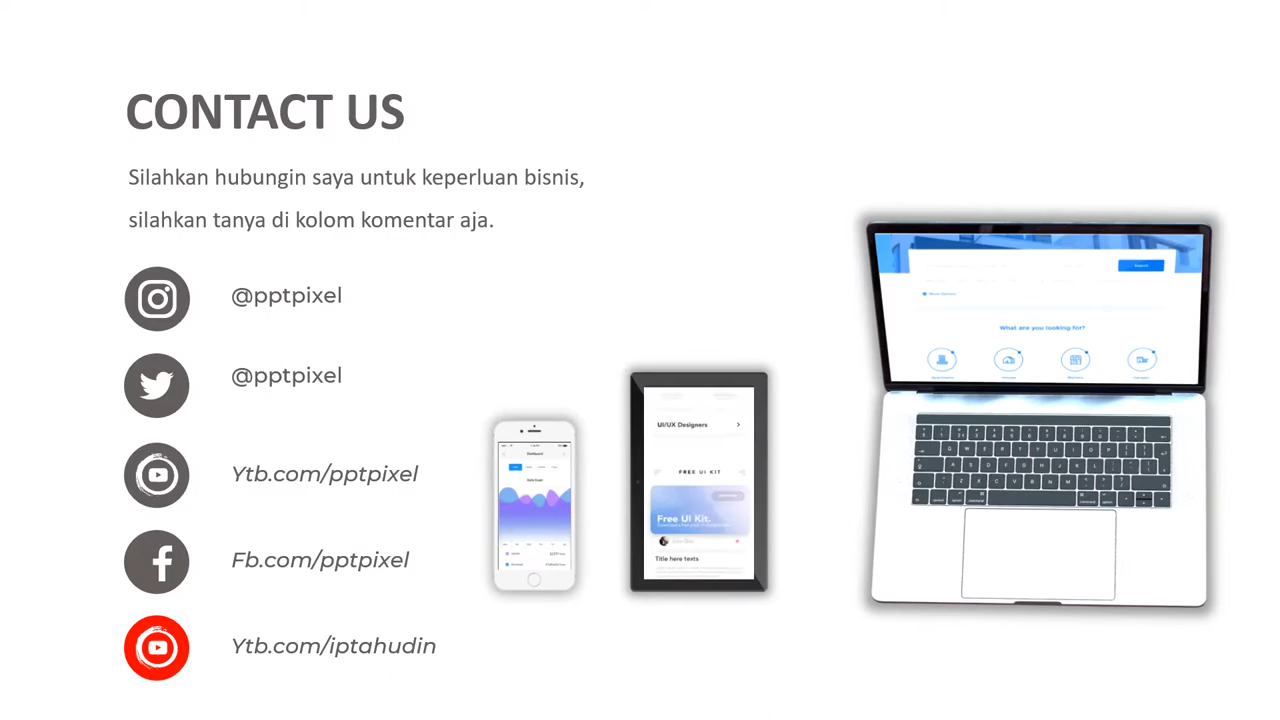 CONTACT US
Silahkan hubungin saya untuk keperluan bisnis,
silahkan tanya di kolom komentar aja.
@pptpixel
@pptpixel
Ytb.com/pptpixel
Fb.com/pptpixel
Ytb.com/iptahudin
Dashboard
UI/UX Designers
FREE UI KIT
Free UI Kit.
Title here texts
Search
What are you looking for?